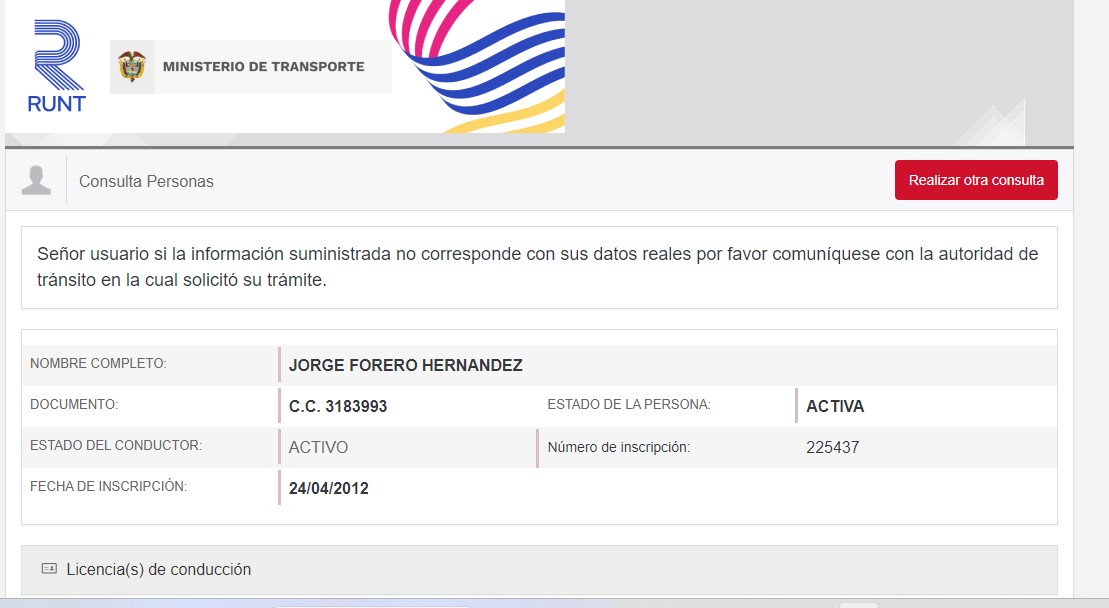 RUNT
MINISTERIO DE TRANSPORTE
Consulta Personas
Realizar otra consulta
Señor usuario si la información suministrada no corresponde con sus datos reales por favor comuníquese con la autoridad de
tránsito en la cual solicitó su trámite.
NOMBRE COMPLETO: JORGE FORERO HERNANDEZ
DOCUMENTO: C.C. 3183993 ESTADO DE LA PERSONA: ACTIVA
ESTADO DEL CONDUCTOR: ACTIVO Número de inscripción: 225437
FECHA DE INSCRIPCIÓN: 24/04/2012
Licencia(s) de conducción